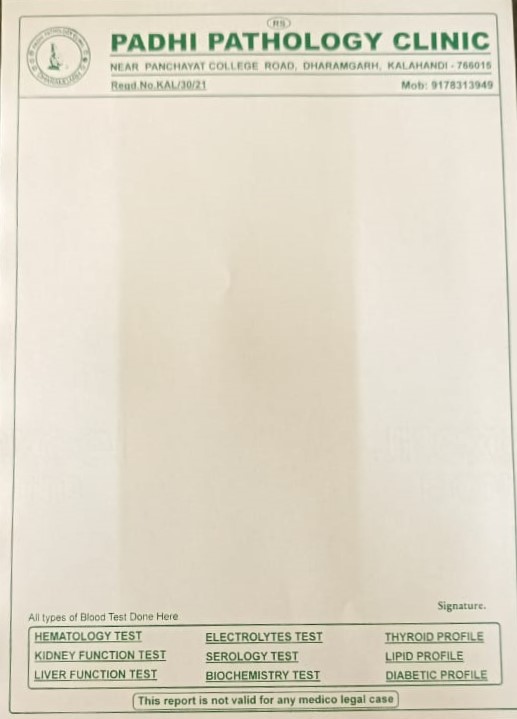 RS
PADHI PATHOLOGY CLINIC
NEAR PANCHAYAT COLLEGE ROAD, DHARAMGARH, KALAHANDI - 766015
Regd.No.KAL/30/21 Mob: 9178313949
Signature.
All types of Blood Test Done Here
HEMATOLOGY TEST ELECTROLYTES TEST THYROID PROFILE
KIDNEY FUNCTION TEST SEROLOGY TEST LIPID PROFILE
LIVER FUNCTION TEST BIOCHEMISTRY TEST DIABETIC PROFILE
This report is not valid for any medico legal case